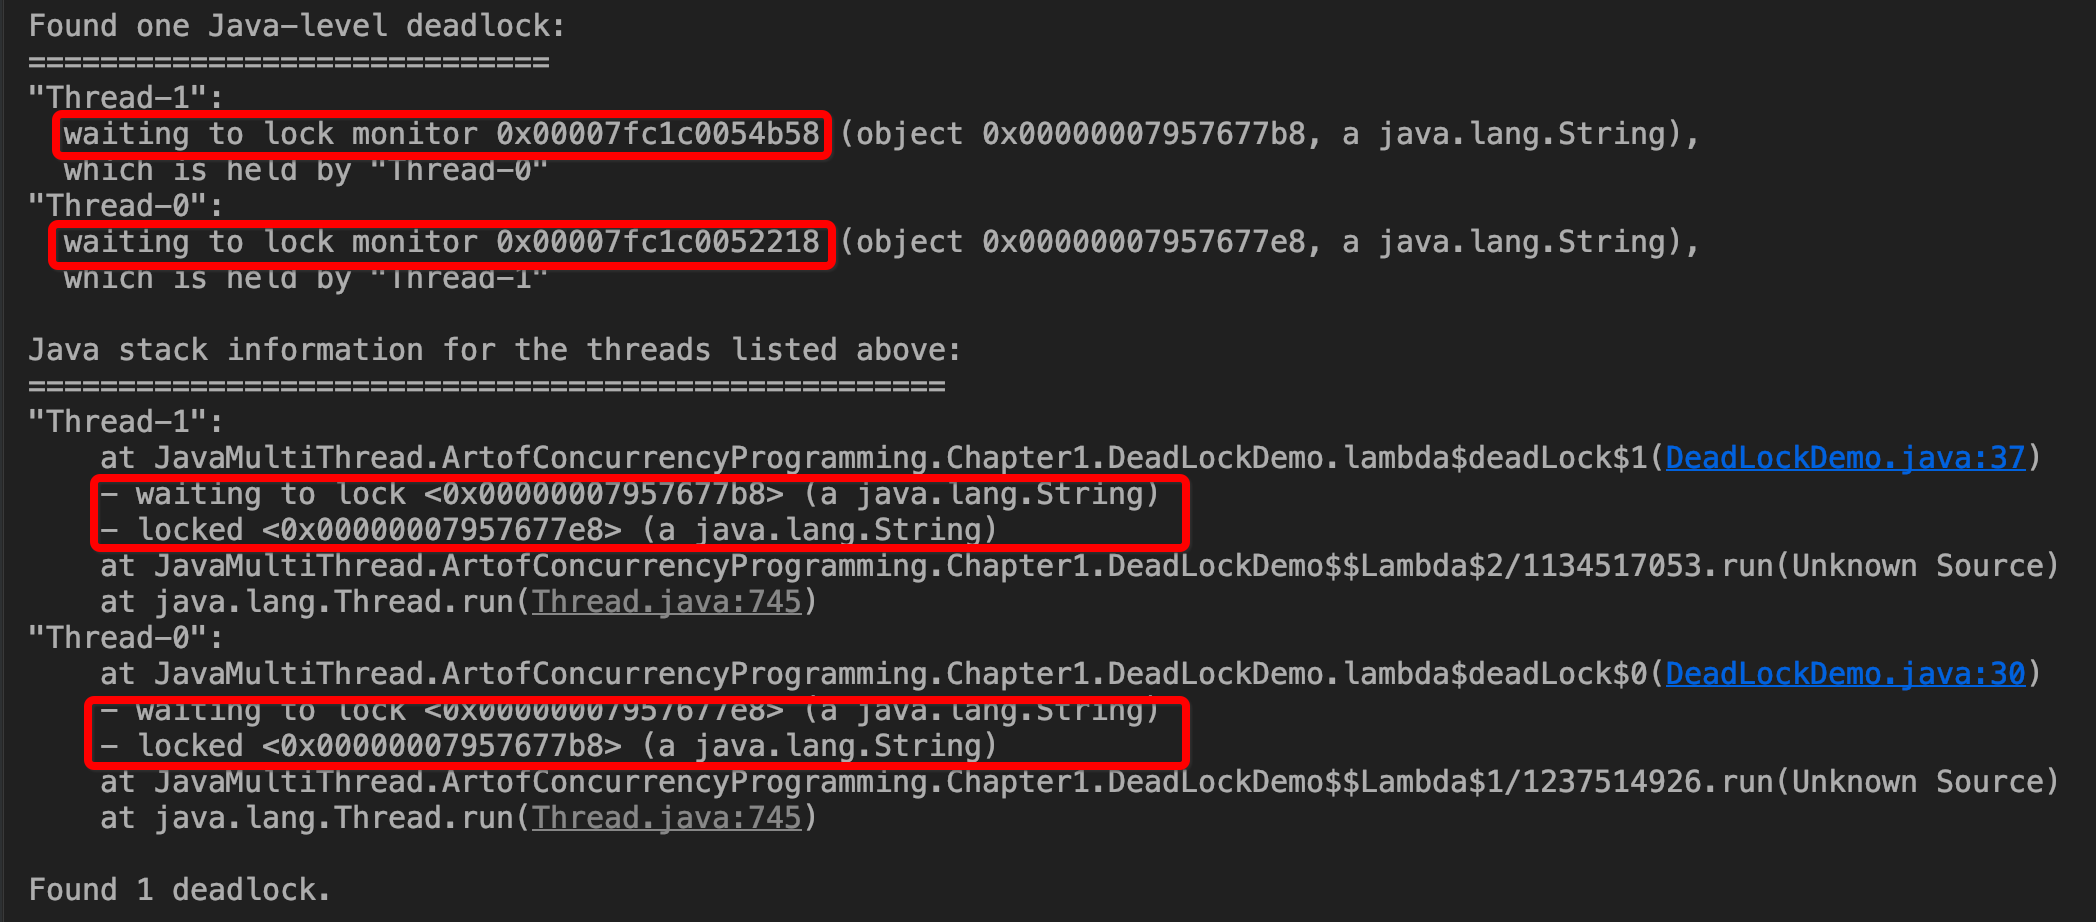 Found one Java-level deadlock:
=============================
"Thread-1":
waiting to lock monitor 0x00007fc1c0054b58 (object 0x00000007957677b8, a java.lang.String),
which is held by "Thread-0"
"Thread-0":
waiting to lock monitor 0x00007fc1c0052218 (object 0x00000007957677e8, a java.lang.String),
which is held by "Thread-1"
Java stack information for the threads listed above:
===================================================
"Thread-1":
at JavaMultiThread.ArtofConcurrencyProgramming.Chapter1.DeadLockDemo.lambda$deadLock$1(DeadLockDemo.java:37)
- waiting to lock <0x00000007957677b8> (a java.lang.String)
- locked <0x00000007957677e8> (a java.lang.String)
at JavaMultiThread.ArtofConcurrencyProgramming.Chapter1.DeadLockDemo$$Lambda$2/1134517053.run(Unknown Source)
at java.lang.Thread.run(Thread.java:745)
"Thread-0":
at JavaMultiThread.ArtofConcurrencyProgramming.Chapter1.DeadLockDemo.lambda$deadLock$0(DeadLockDemo.java:30)
- waiting to lock <0x00000007957677e8> (a java.lang.String)
- locked <0x00000007957677b8> (a java.lang.String)
at JavaMultiThread.ArtofConcurrencyProgramming.Chapter1.DeadLockDemo$$Lambda$1/1237514926.run(Unknown Source)
at java.lang.Thread.run(Thread.java:745)
Found 1 deadlock.